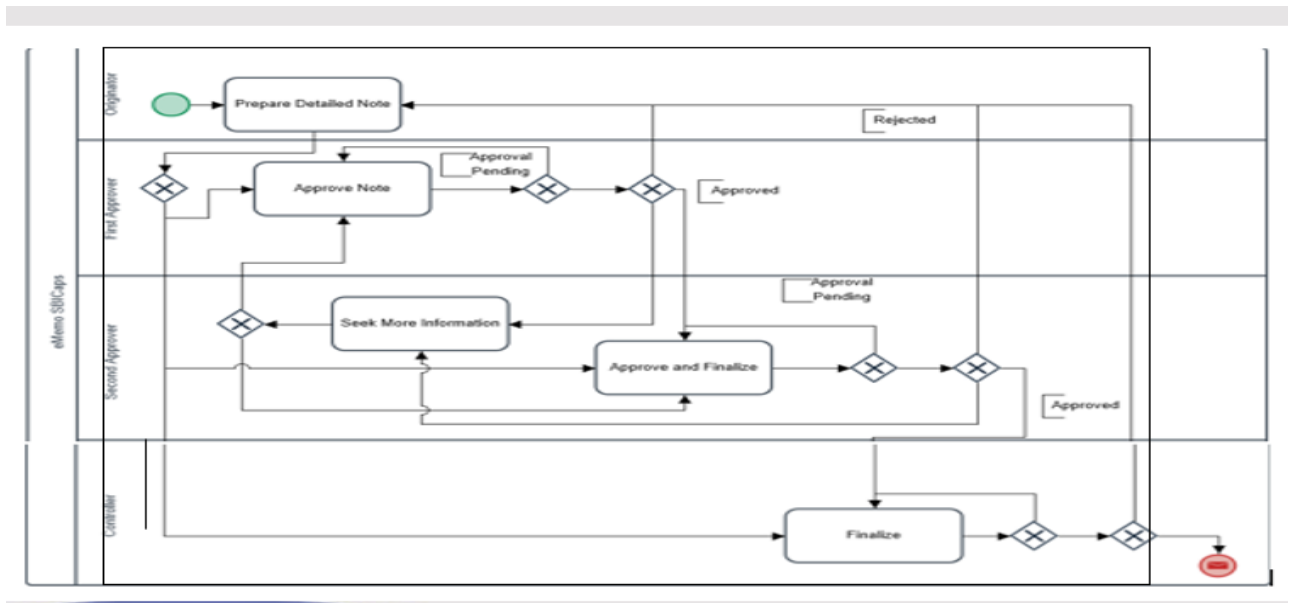 eMemo SBICaps
Originator
Prepare Detailed Note
Rejected
First Approver
Approve Note
Approval
Pending
Approved
Second Approver
Seek More Information
Approval
Pending
Approve and Finalize
Approved
Controller
Finalize